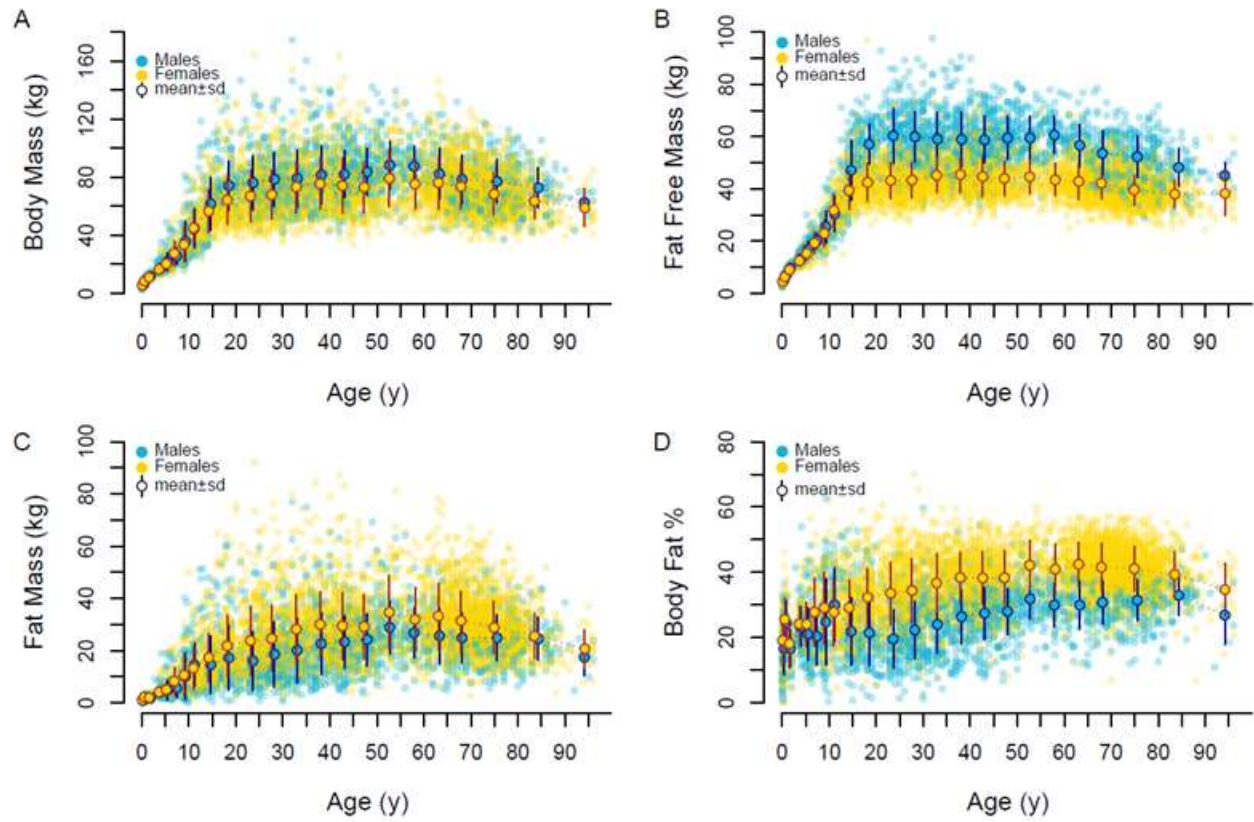 A
Males
Females
mean±sd
Body Mass (kg)
0 40 80 120 160
0 10 20 30 40 50 60 70 80 90
Age (y)
B
Males
Females
mean±sd
Fat Free Mass (kg)
0 20 40 60 80 100
0 10 20 30 40 50 60 70 80 90
Age (y)
C
Males
Females
mean±sd
Fat Mass (kg)
0 20 40 60 80 100
0 10 20 30 40 50 60 70 80 90
Age (y)
D
Males
Females
mean±sd
Body Fat %
0 20 40 60 80
0 10 20 30 40 50 60 70 80 90
Age (y)